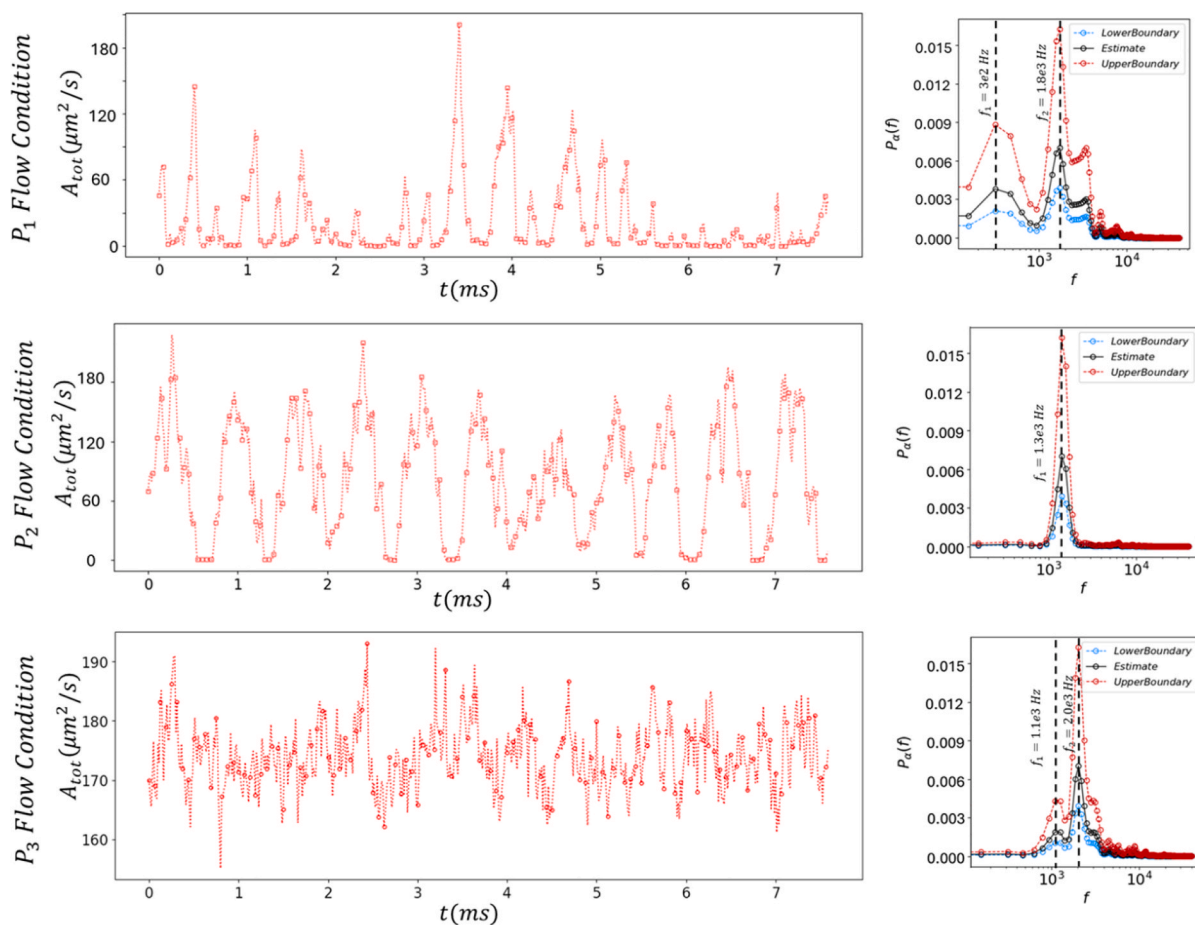 P₁ Flow Condition
A_tot (μm²/s)
180
120
60
0
0 1 2 3 4 5 6 7
t(ms)
P_α(f)
0.015
0.012
0.009
0.006
0.003
0.000
f₁ = 3e2 Hz
f₂ = 1.8e3 Hz
LowerBoundary
Estimate
UpperBoundary
10³ 10⁴
f
P₂ Flow Condition
A_tot (μm²/s)
180
120
60
0
0 1 2 3 4 5 6 7
t(ms)
P_α(f)
0.015
0.012
0.009
0.006
0.003
0.000
f₁ = 1.3e3 Hz
LowerBoundary
Estimate
UpperBoundary
10³ 10⁴
f
P₃ Flow Condition
A_tot (μm²/s)
190
180
170
160
0 1 2 3 4 5 6 7
t(ms)
P_α(f)
0.015
0.012
0.009
0.006
0.003
0.000
f₁ = 1.1e3 Hz
f₂ = 2.0e3 Hz
LowerBoundary
Estimate
UpperBoundary
10³ 10⁴
f